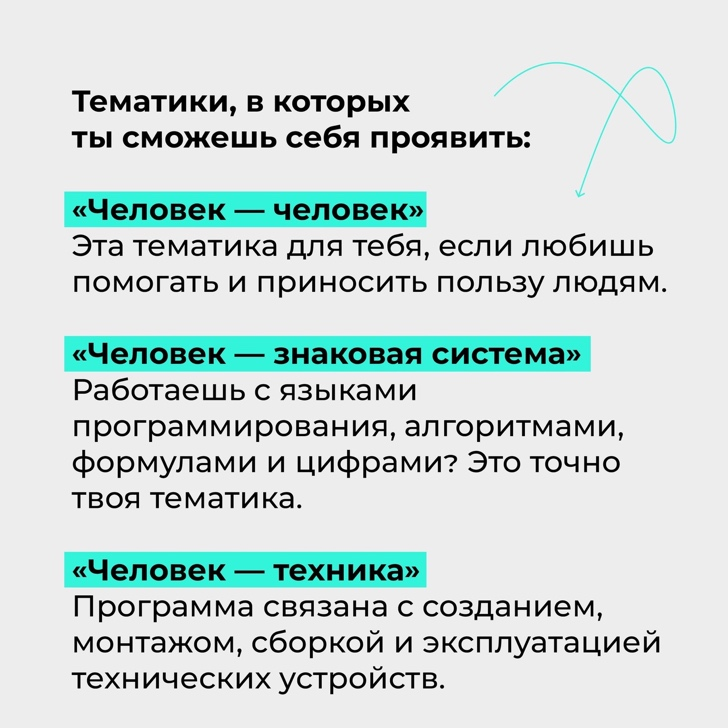 Тематики, в которых
ты сможешь себя проявить:
«Человек — человек»
Эта тематика для тебя, если любишь
помогать и приносить пользу людям.
«Человек — знаковая система»
Работаешь с языками
программирования, алгоритмами,
формулами и цифрами? Это точно
твоя тематика.
«Человек — техника»
Программа связана с созданием,
монтажом, сборкой и эксплуатацией
технических устройств.